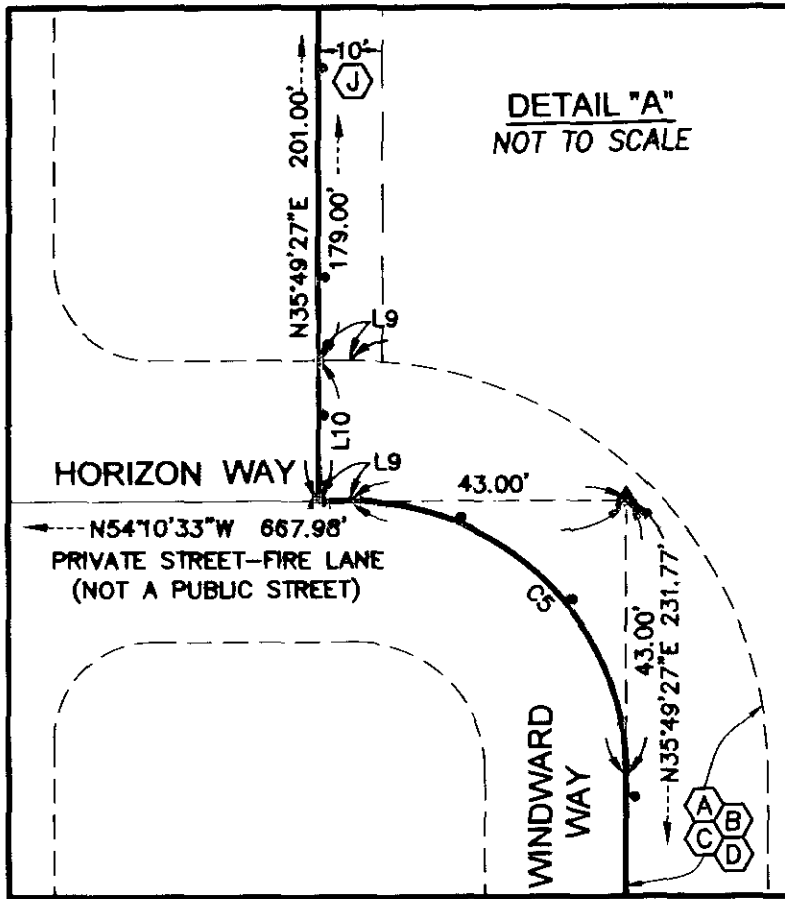 10'
J
DETAIL "A"
NOT TO SCALE
N35°49'27"E 201.00'
179.00'
L9
L10
L9
HORIZON WAY
43.00'
N54°10'33"W 667.98'
PRIVATE STREET-FIRE LANE
(NOT A PUBLIC STREET)
C5
43.00'
N35°49'27"E 231.77'
WINDWARD
WAY
A
B
C
D